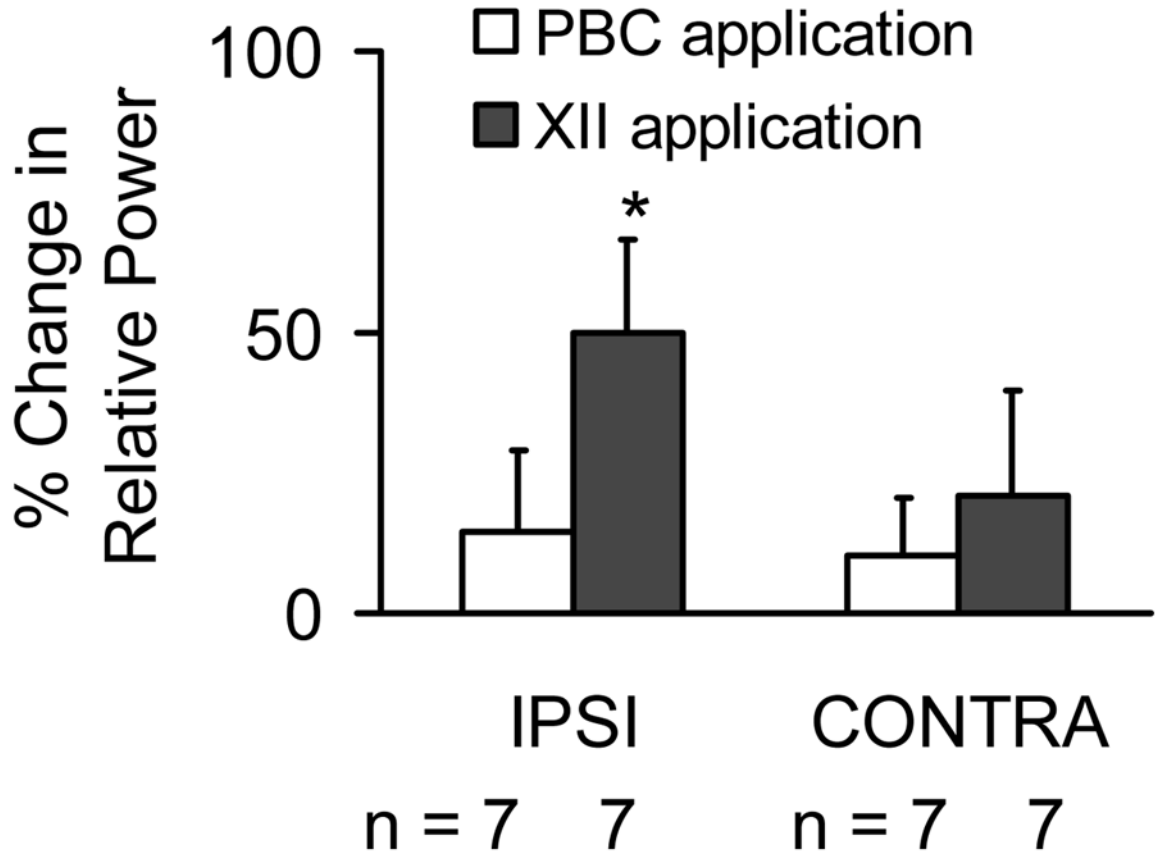 PBC application
XII application
% Change in
Relative Power
100
50
0
*
IPSI CONTRA
n = 7 7 n = 7 7